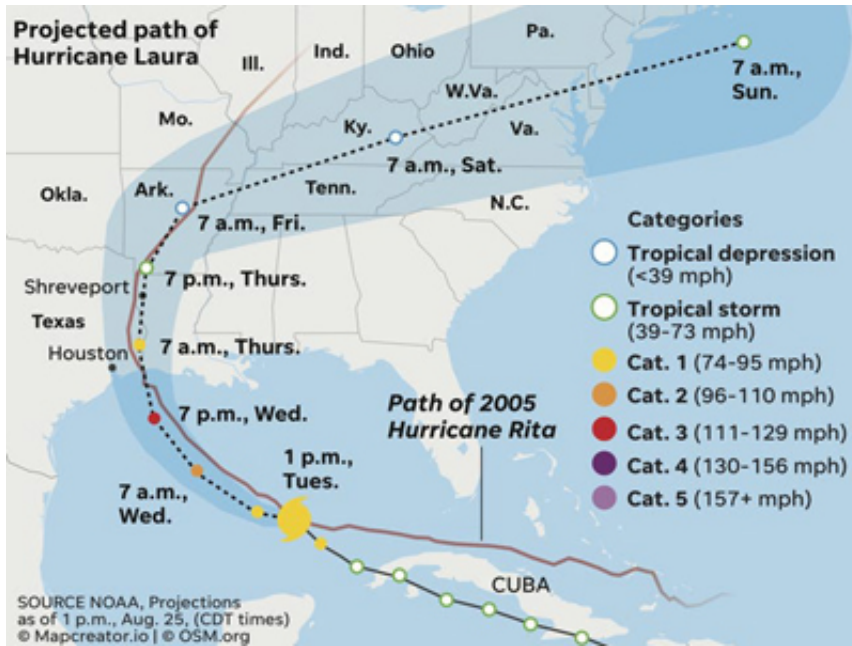 Projected path of
Hurricane Laura
Ill.
Ind.
Ohio
Pa.
7 a.m.,
Sun.
W.Va.
Mo.
Ky.
Va.
7 a.m., Sat.
Okla.
Ark.
Tenn.
N.C.
7 a.m., Fri.
Categories
Tropical depression
(<39 mph)
7 p.m., Thurs.
Shreveport
Tropical storm
(39-73 mph)
Texas
Houston
7 a.m., Thurs.
Cat. 1 (74-95 mph)
Cat. 2 (96-110 mph)
Path of 2005
Hurricane Rita
7 p.m., Wed.
Cat. 3 (111-129 mph)
1 p.m.,
Tues.
Cat. 4 (130-156 mph)
7 a.m.,
Wed.
Cat. 5 (157+ mph)
CUBA
SOURCE NOAA, Projections
as of 1 p.m., Aug. 25, (CDT times)
© Mapcreator.io | © OSM.org